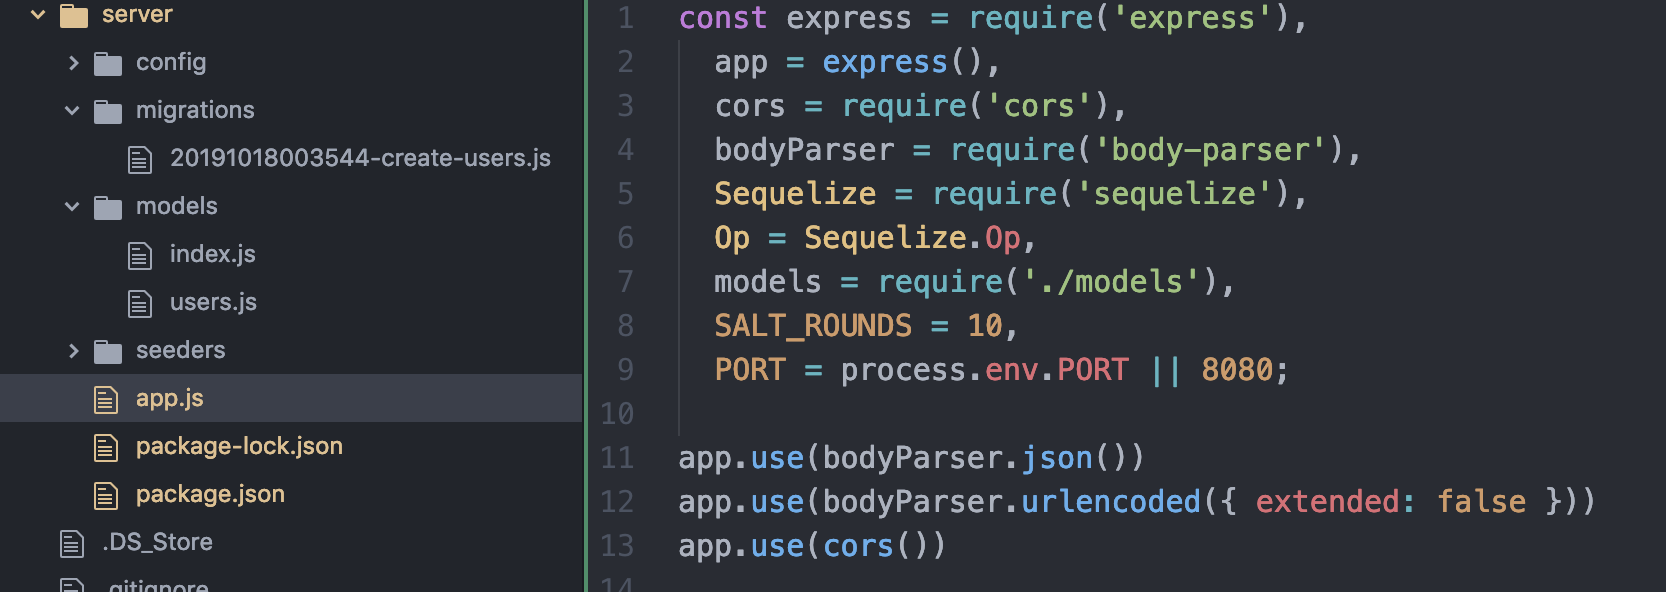 server
config
migrations
20191018003544-create-users.js
models
index.js
users.js
seeders
app.js
package-lock.json
package.json
.DS_Store
.gitignore
1 const express = require('express'),
2 app = express(),
3 cors = require('cors'),
4 bodyParser = require('body-parser'),
5 Sequelize = require('sequelize'),
6 Op = Sequelize.Op,
7 models = require('./models'),
8 SALT_ROUNDS = 10,
9 PORT = process.env.PORT || 8080;
10
11 app.use(bodyParser.json())
12 app.use(bodyParser.urlencoded({ extended: false }))
13 app.use(cors())
14